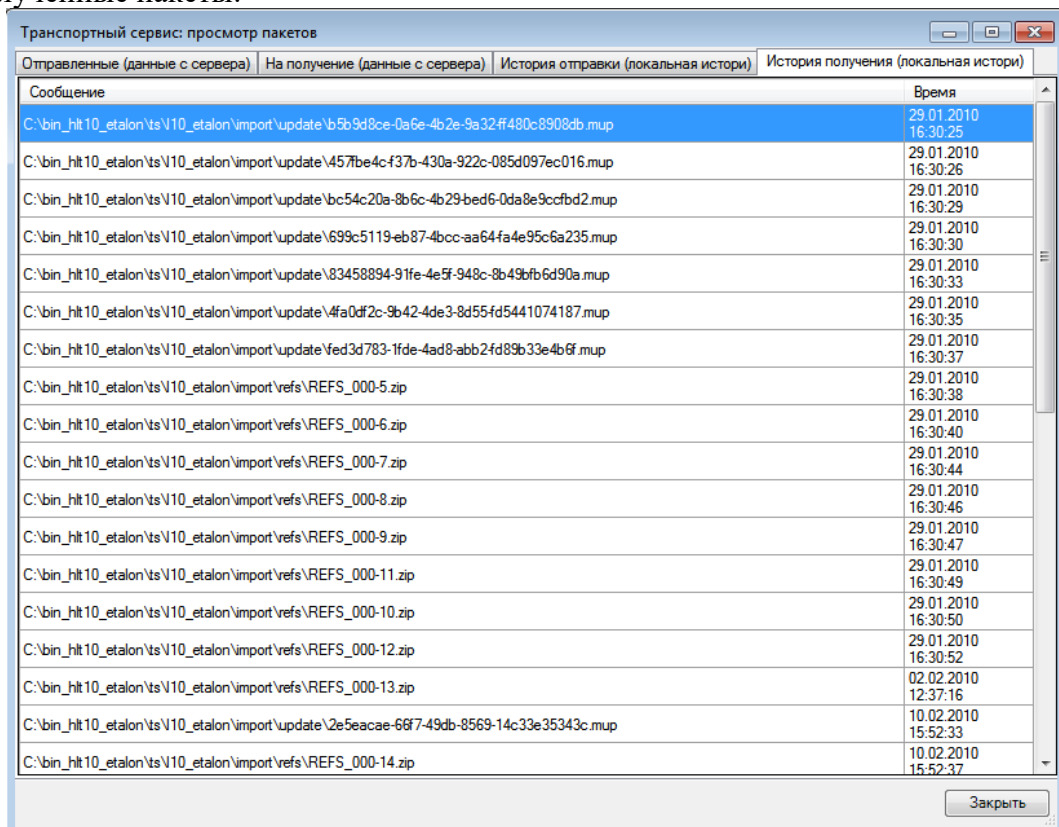 пакеты.
Транспортный сервис: просмотр пакетов
Отправленные (данные с сервера) На получение (данные с сервера) История отправки (локальная истори) История получения (локальная истори)
Сообщение Время
C:\bin_hlt10_etalon\ts\l10_etalon\import\update\b5b9d8ce-0a6e-4b2e-9a32-ff480c8908db.mup 29.01.2010
16:30:25
C:\bin_hlt10_etalon\ts\l10_etalon\import\update\457fbe4c-f37b-430a-922c-085d097ec016.mup 29.01.2010
16:30:26
C:\bin_hlt10_etalon\ts\l10_etalon\import\update\bc54c20a-8b6c-4b29-bed6-0da8e9ccfbd2.mup 29.01.2010
16:30:29
C:\bin_hlt10_etalon\ts\l10_etalon\import\update\699c5119-eb87-4bcc-aa64-fa4e95c6a235.mup 29.01.2010
16:30:30
C:\bin_hlt10_etalon\ts\l10_etalon\import\update\83458894-91fe-4e5f-948c-8b49bfb6d90a.mup 29.01.2010
16:30:33
C:\bin_hlt10_etalon\ts\l10_etalon\import\update\4fa0df2c-9b42-4de3-8d55-fd5441074187.mup 29.01.2010
16:30:35
C:\bin_hlt10_etalon\ts\l10_etalon\import\update\fed3d783-1fde-4ad8-abb2-fd89b33e4b6f.mup 29.01.2010
16:30:37
C:\bin_hlt10_etalon\ts\l10_etalon\import\refs\REFS_000-5.zip 29.01.2010
16:30:38
C:\bin_hlt10_etalon\ts\l10_etalon\import\refs\REFS_000-6.zip 29.01.2010
16:30:40
C:\bin_hlt10_etalon\ts\l10_etalon\import\refs\REFS_000-7.zip 29.01.2010
16:30:44
C:\bin_hlt10_etalon\ts\l10_etalon\import\refs\REFS_000-8.zip 29.01.2010
16:30:46
C:\bin_hlt10_etalon\ts\l10_etalon\import\refs\REFS_000-9.zip 29.01.2010
16:30:47
C:\bin_hlt10_etalon\ts\l10_etalon\import\refs\REFS_000-11.zip 29.01.2010
16:30:49
C:\bin_hlt10_etalon\ts\l10_etalon\import\refs\REFS_000-10.zip 29.01.2010
16:30:50
C:\bin_hlt10_etalon\ts\l10_etalon\import\refs\REFS_000-12.zip 29.01.2010
16:30:52
C:\bin_hlt10_etalon\ts\l10_etalon\import\refs\REFS_000-13.zip 02.02.2010
12:37:16
C:\bin_hlt10_etalon\ts\l10_etalon\import\update\2e5eacae-66f7-49db-8569-14c33e35343c.mup 10.02.2010
15:52:33
C:\bin_hlt10_etalon\ts\l10_etalon\import\refs\REFS_000-14.zip 10.02.2010
15:52:37
Закрыть